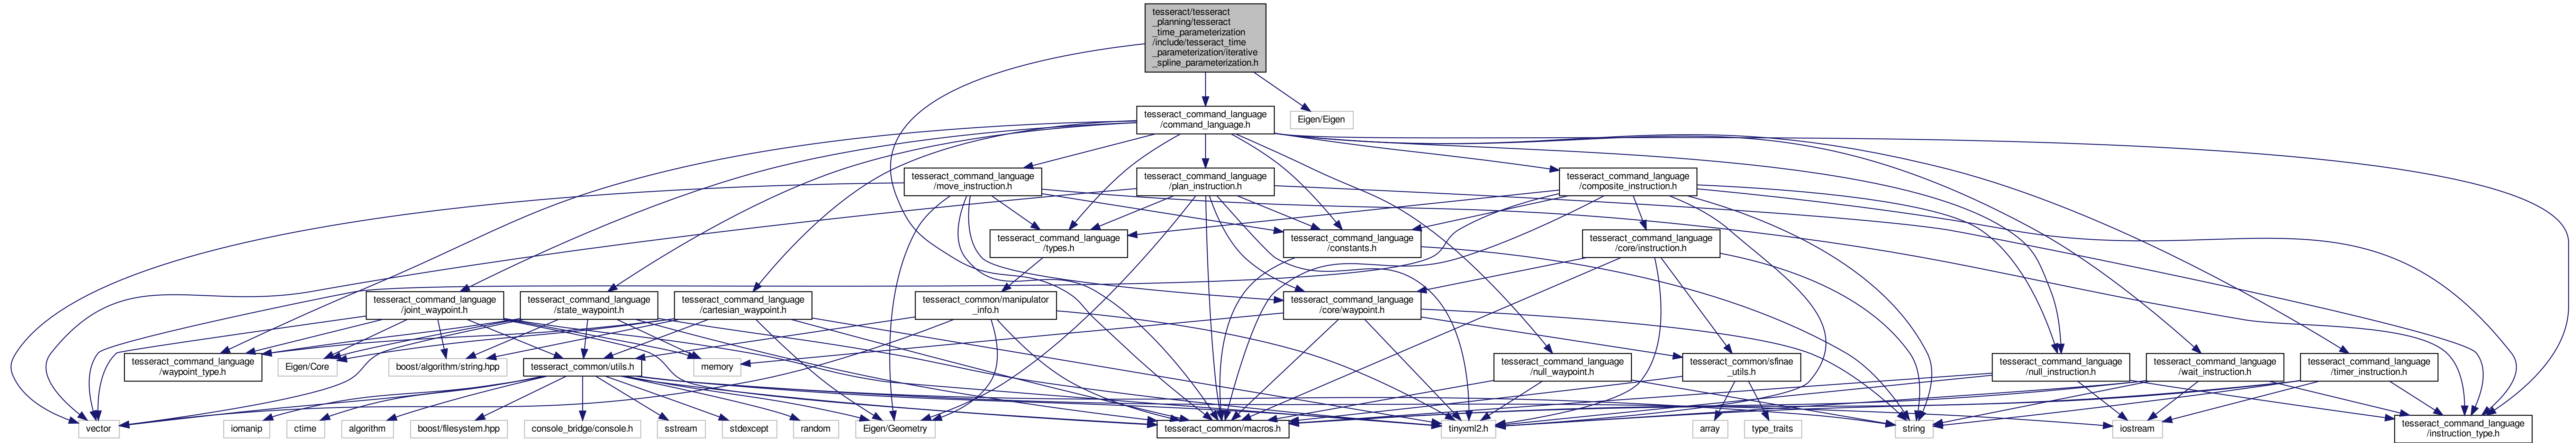 tesseract/tesseract
_planning/tesseract
_time_parameterization
/include/tesseract_time
_parameterization/iterative
_spline_parameterization.h
tesseract_command_language
/command_language.h
Eigen/Eigen
tesseract_command_language
/move_instruction.h
tesseract_command_language
/plan_instruction.h
tesseract_command_language
/composite_instruction.h
tesseract_command_language
/types.h
tesseract_command_language
/constants.h
tesseract_command_language
/core/instruction.h
tesseract_command_language
/joint_waypoint.h
tesseract_command_language
/state_waypoint.h
tesseract_command_language
/cartesian_waypoint.h
tesseract_common/manipulator
_info.h
tesseract_command_language
/core/waypoint.h
tesseract_command_language
/waypoint_type.h
Eigen/Core
boost/algorithm/string.hpp
tesseract_common/utils.h
memory
tesseract_command_language
/null_waypoint.h
tesseract_common/sfinae
_utils.h
tesseract_command_language
/null_instruction.h
tesseract_command_language
/wait_instruction.h
tesseract_command_language
/timer_instruction.h
vector
iomanip
ctime
algorithm
boost/filesystem.hpp
console_bridge/console.h
sstream
stdexcept
random
Eigen/Geometry
tesseract_common/macros.h
tinyxml2.h
array
type_traits
string
iostream
tesseract_command_language
/instruction_type.h